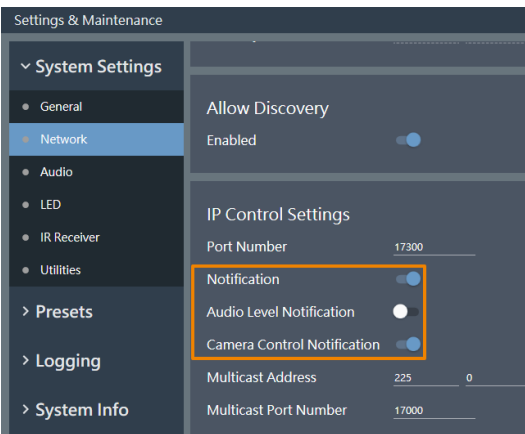 Settings & Maintenance
System Settings
General
Network
Audio
LED
IR Receiver
Utilities
Presets
Logging
System Info
Allow Discovery
Enabled
IP Control Settings
Port Number 17300
Notification
Audio Level Notification
Camera Control Notification
Multicast Address 225 0
Multicast Port Number 17000